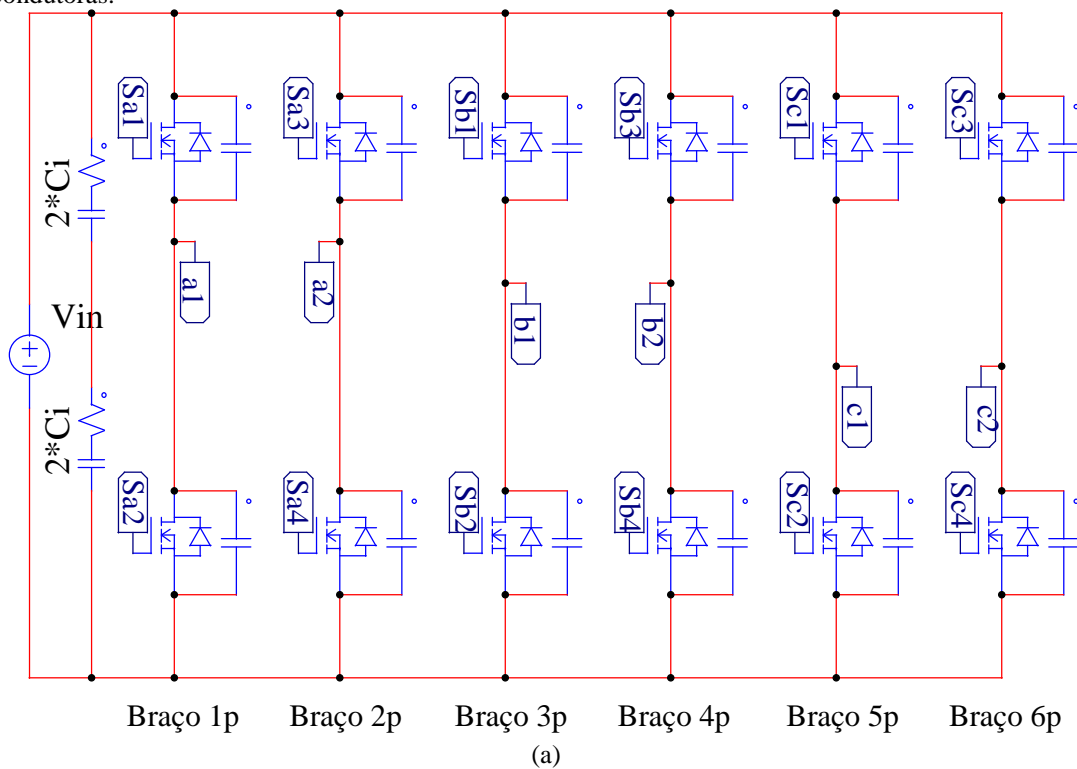 ondutoras.
Sa1
Sa3
Sb1
Sb3
Sc1
Sc3
2*Ci
a1
a2
b1
b2
Vin
c1
c2
2*Ci
Sa2
Sa4
Sb2
Sb4
Sc2
Sc4
Braço 1p Braço 2p Braço 3p Braço 4p Braço 5p Braço 6p
(a)